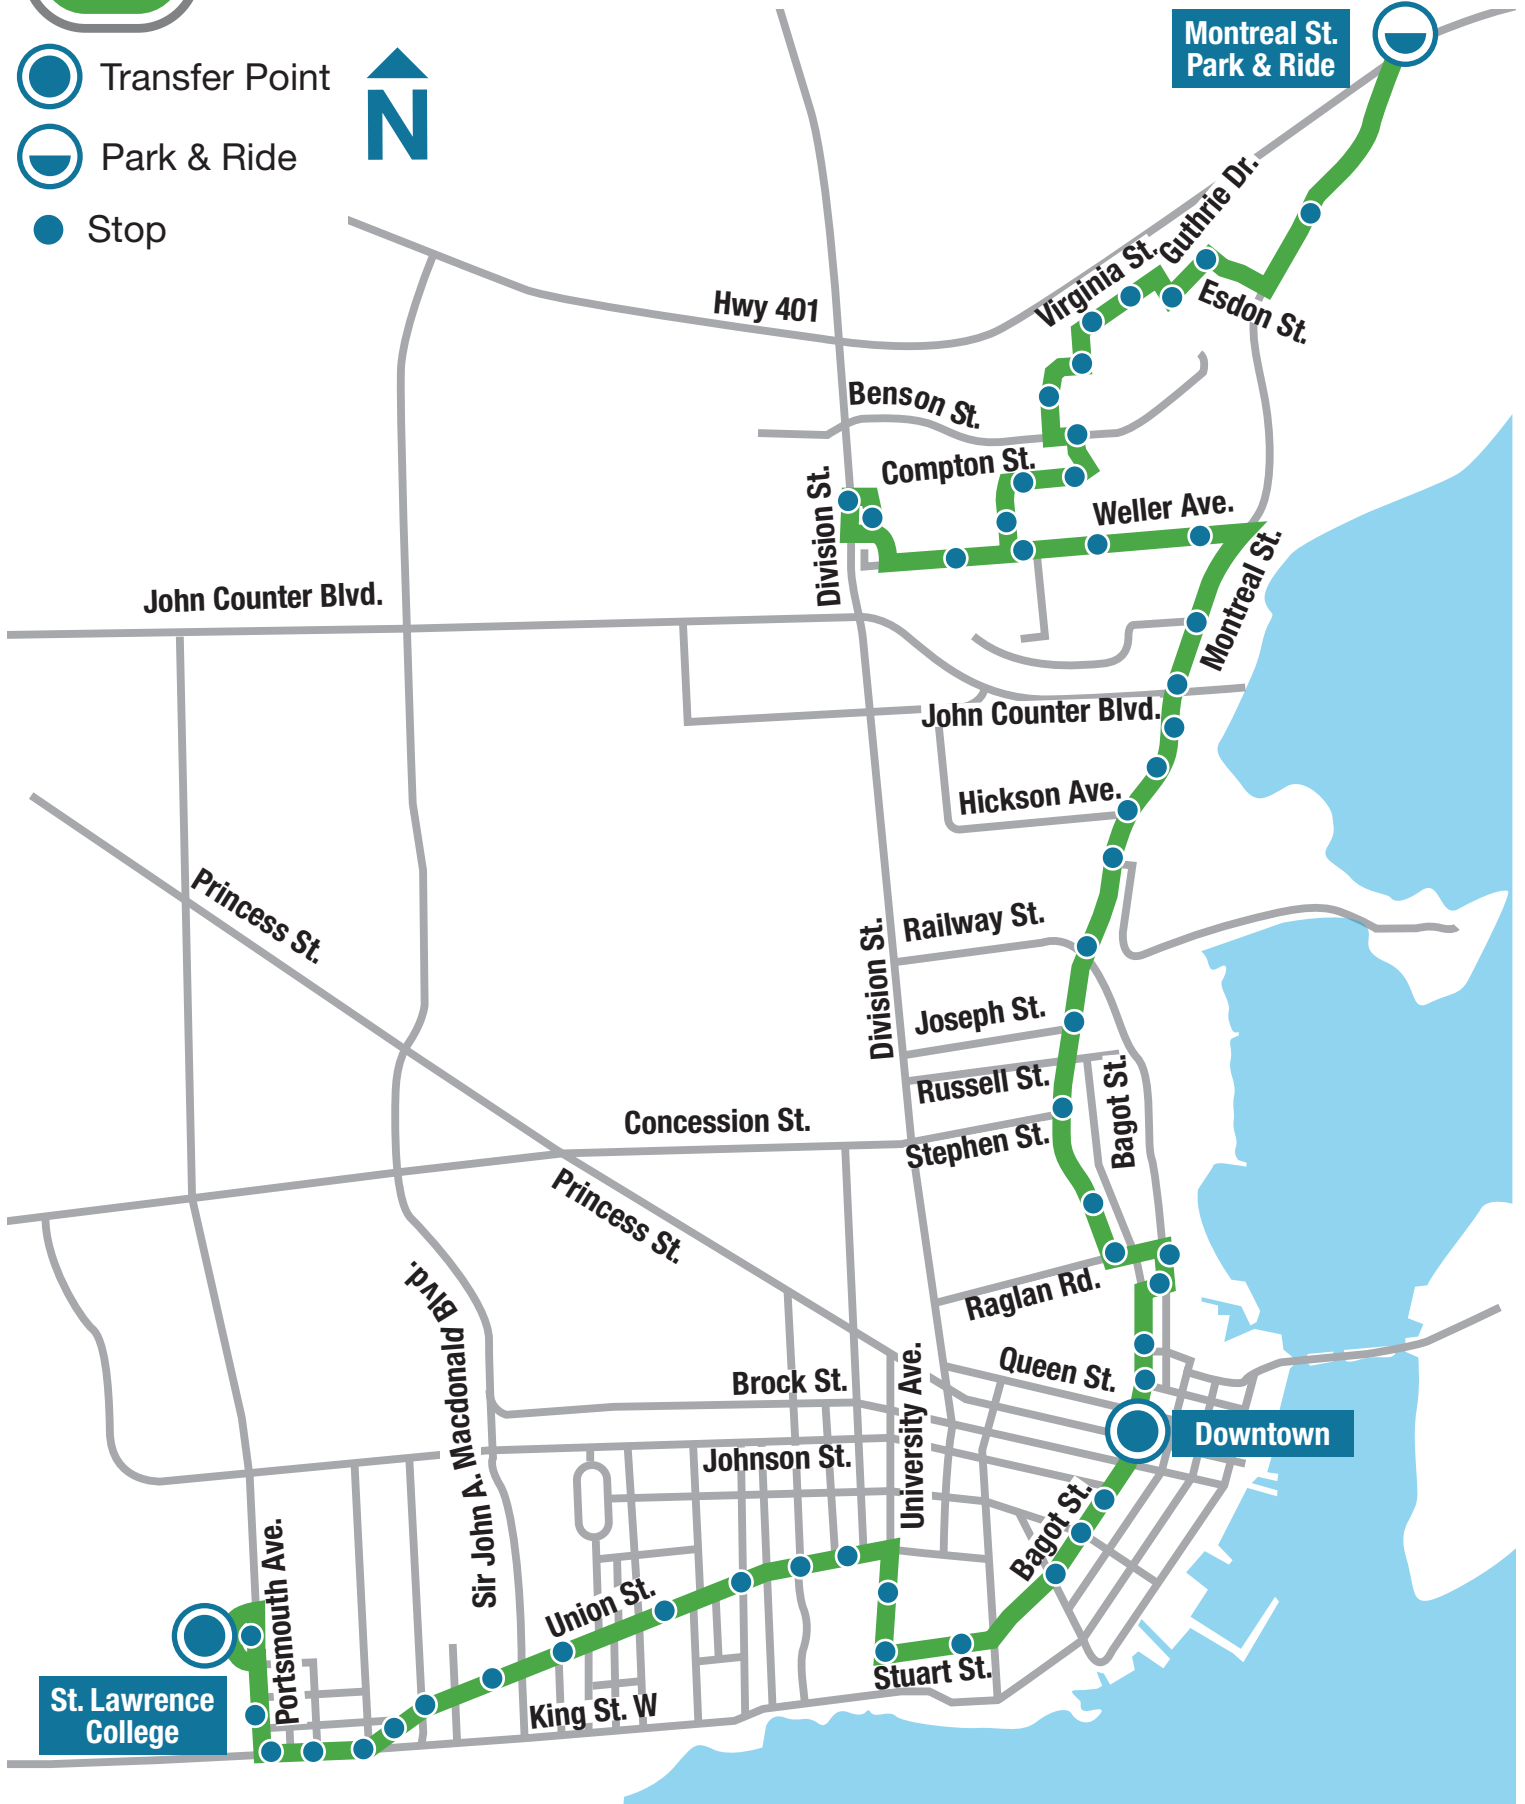 Montreal St.
Park & Ride
Transfer Point
N
Park & Ride
Stop
Guthrie Dr.
Virginia St.
Esdon St.
Hwy 401
Benson St.
Compton St.
Division St.
Weller Ave.
Montreal St.
John Counter Blvd.
John Counter Blvd.
Hickson Ave.
Princess St.
Railway St.
Division St.
Joseph St.
Russell St.
Bagot St.
Concession St.
Stephen St.
Princess St.
Raglan Rd.
Sir John A. Macdonald Blvd.
Queen St.
University Ave.
Brock St.
Downtown
Johnson St.
Bagot St.
Portsmouth Ave.
Union St.
Stuart St.
St. Lawrence
College
King St. W